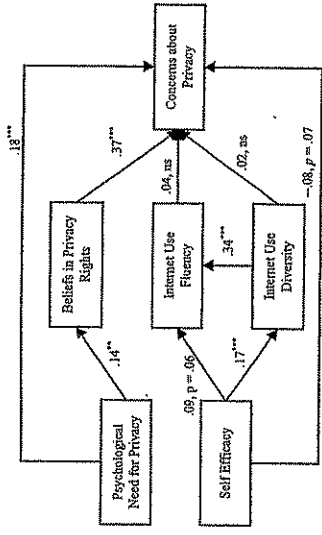 .18***
Psychological
Need for Privacy
.14**
Beliefs in Privacy
Rights
.37***
Concerns about
Privacy
.04, ns
Internet Use
Fluency
.09, p = .06
.34***
.02, ns
Self Efficacy
.17***
Internet Use
Diversity
-.08, p = .07